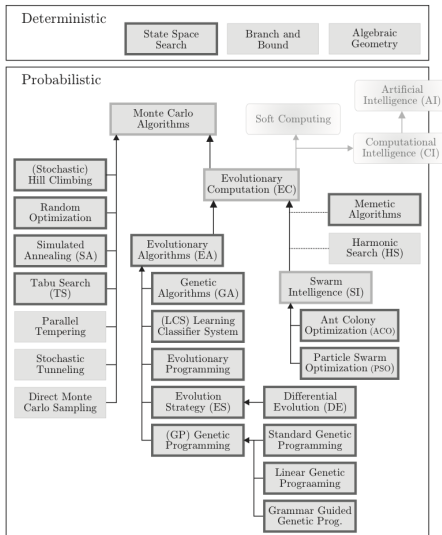 Deterministic
State Space
Search
Branch and
Bound
Algebraic
Geometry
Probabilistic
Artificial
Intelligence (AI)
Monte Carlo
Algorithms
Soft Computing
Computational
Intelligence (CI)
(Stochastic)
Hill Climbing
Evolutionary
Computation (EC)
Random
Optimization
Memetic
Algorithms
Simulated
Annealing (SA)
Evolutionary
Algorithms (EA)
Harmonic
Search (HS)
Tabu Search
(TS)
Genetic
Algorithms (GA)
Swarm
Intelligence (SI)
Parallel
Tempering
(LCS) Learning
Classifier System
Ant Colony
Optimization (ACO)
Stochastic
Tunneling
Evolutionary
Programming
Particle Swarm
Optimization (PSO)
Direct Monte
Carlo Sampling
Evolution
Strategy (ES)
Differential
Evolution (DE)
(GP) Genetic
Programming
Standard Genetic
Programming
Linear Genetic
Prograaming
Grammar Guided
Genetic Prog.